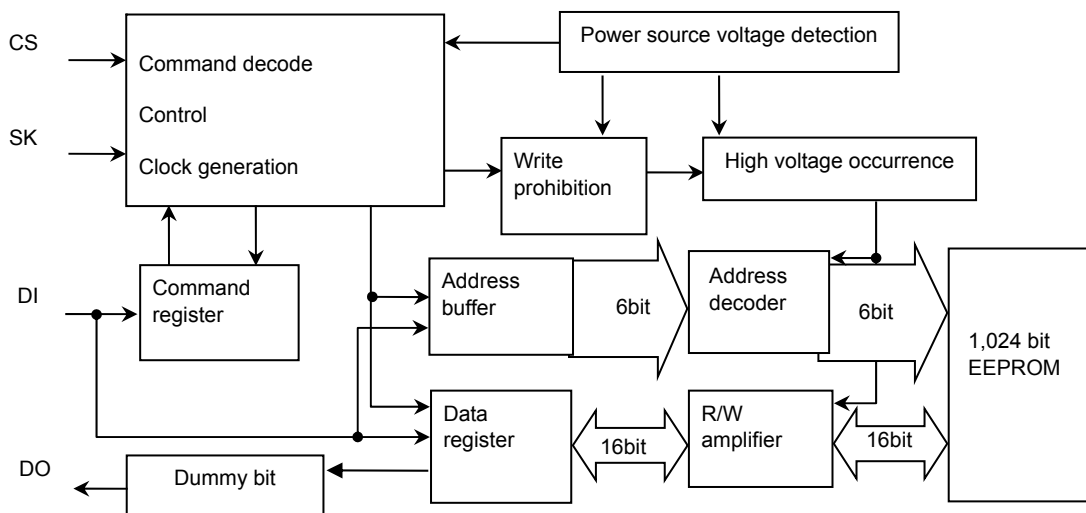 CS
Command decode
Control
Clock generation
Power source voltage detection
SK
Write
prohibition
High voltage occurrence
DI
Command
register
Address
buffer
6bit
Address
decoder
6bit
1,024 bit
EEPROM
Data
register
16bit
R/W
amplifier
16bit
DO
Dummy bit